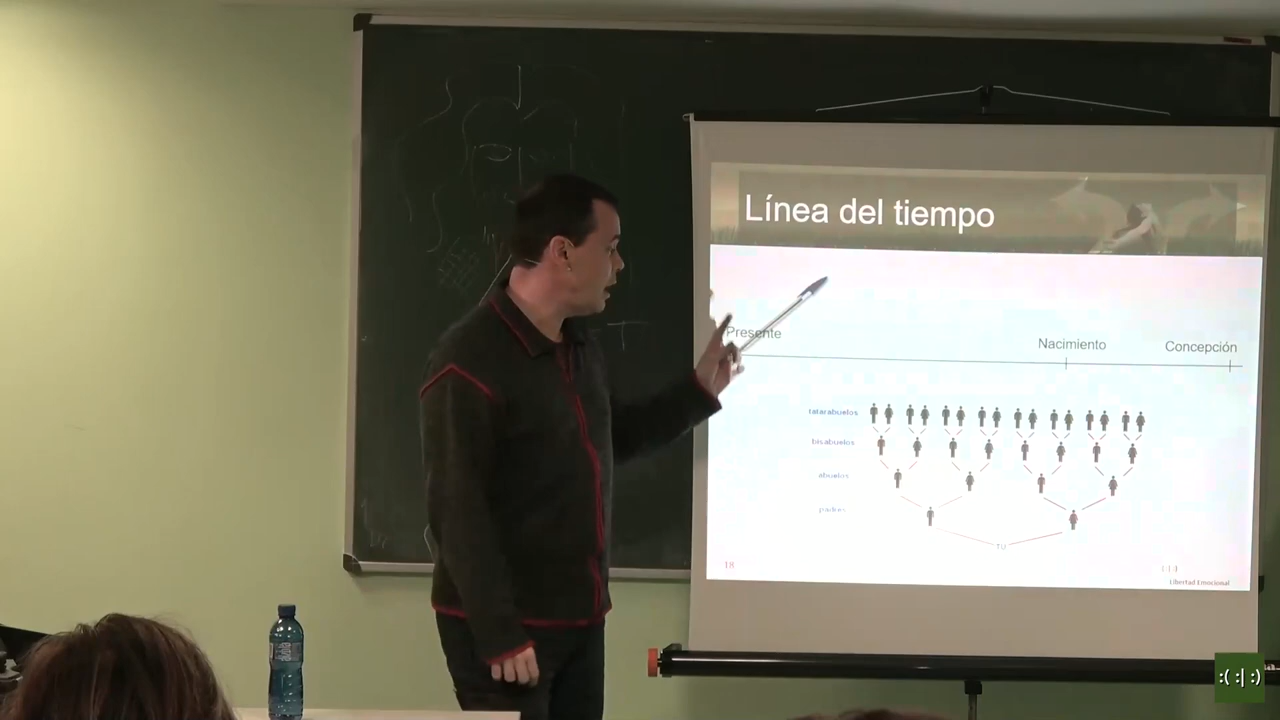 Línea del tiempo
Presente
Nacimiento
Concepción
tatarabuelos
bisabuelos
abuelos
padres
TU
18
:(:|:)
Libertad Emocional
:( :| :)